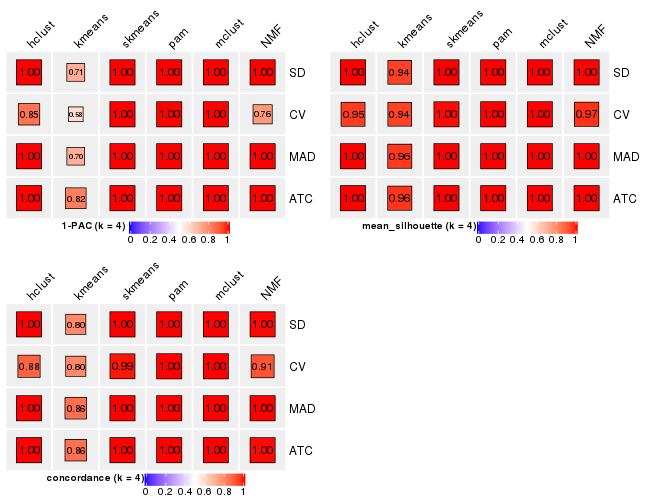 hclust kmeans skmeans pam mclust NMF
1.00 0.71 1.00 1.00 1.00 1.00 SD
0.85 0.58 1.00 1.00 1.00 0.76 CV
1.00 0.70 1.00 1.00 1.00 1.00 MAD
1.00 0.82 1.00 1.00 1.00 1.00 ATC
1-PAC (k = 4)
0 0.2 0.4 0.6 0.8 1
hclust kmeans skmeans pam mclust NMF
1.00 0.94 1.00 1.00 1.00 1.00 SD
0.95 0.94 1.00 1.00 1.00 0.97 CV
1.00 0.96 1.00 1.00 1.00 1.00 MAD
1.00 0.96 1.00 1.00 1.00 1.00 ATC
mean_silhouette (k = 4)
0 0.2 0.4 0.6 0.8 1
hclust kmeans skmeans pam mclust NMF
1.00 0.80 1.00 1.00 1.00 1.00 SD
0.88 0.80 0.99 1.00 1.00 0.91 CV
1.00 0.86 1.00 1.00 1.00 1.00 MAD
1.00 0.86 1.00 1.00 1.00 1.00 ATC
concordance (k = 4)
0 0.2 0.4 0.6 0.8 1